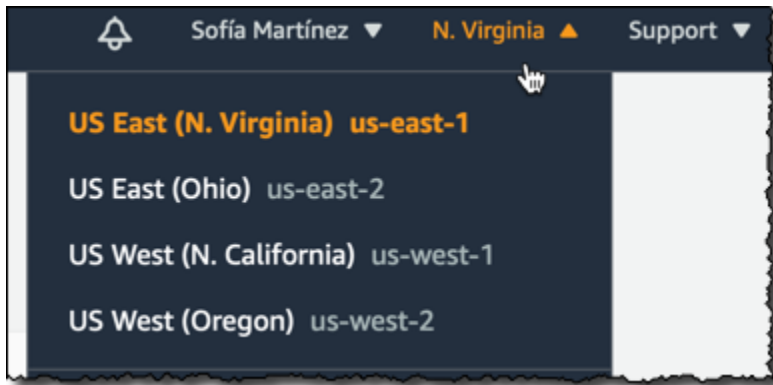 Sofía Martínez N. Virginia Support
US East (N. Virginia) us-east-1
US East (Ohio) us-east-2
US West (N. California) us-west-1
US West (Oregon) us-west-2